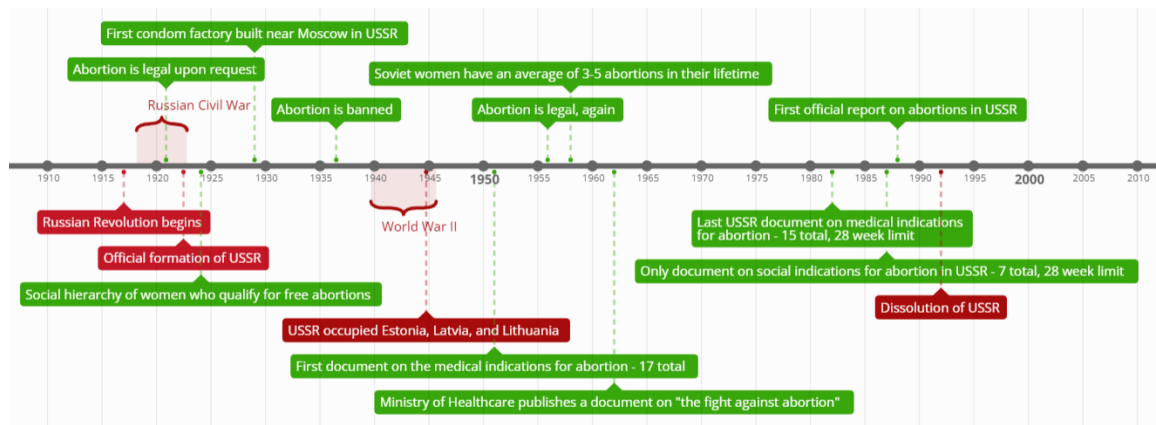 First condom factory built near Moscow in USSR
Abortion is legal upon request
Soviet women have an average of 3-5 abortions in their lifetime
Russian Civil War
Abortion is banned
Abortion is legal, again
First official report on abortions in USSR
1910 1915 1920 1925 1930 1935 1940 1945 1950 1955 1960 1965 1970 1975 1980 1985 1990 1995 2000 2005 2010
Russian Revolution begins
World War II
Last USSR document on medical indications
for abortion - 15 total, 28 week limit
Official formation of USSR
Only document on social indications for abortion in USSR - 7 total, 28 week limit
Social hierarchy of women who qualify for free abortions
Dissolution of USSR
USSR occupied Estonia, Latvia, and Lithuania
First document on the medical indications for abortion - 17 total
Ministry of Healthcare publishes a document on "the fight against abortion"